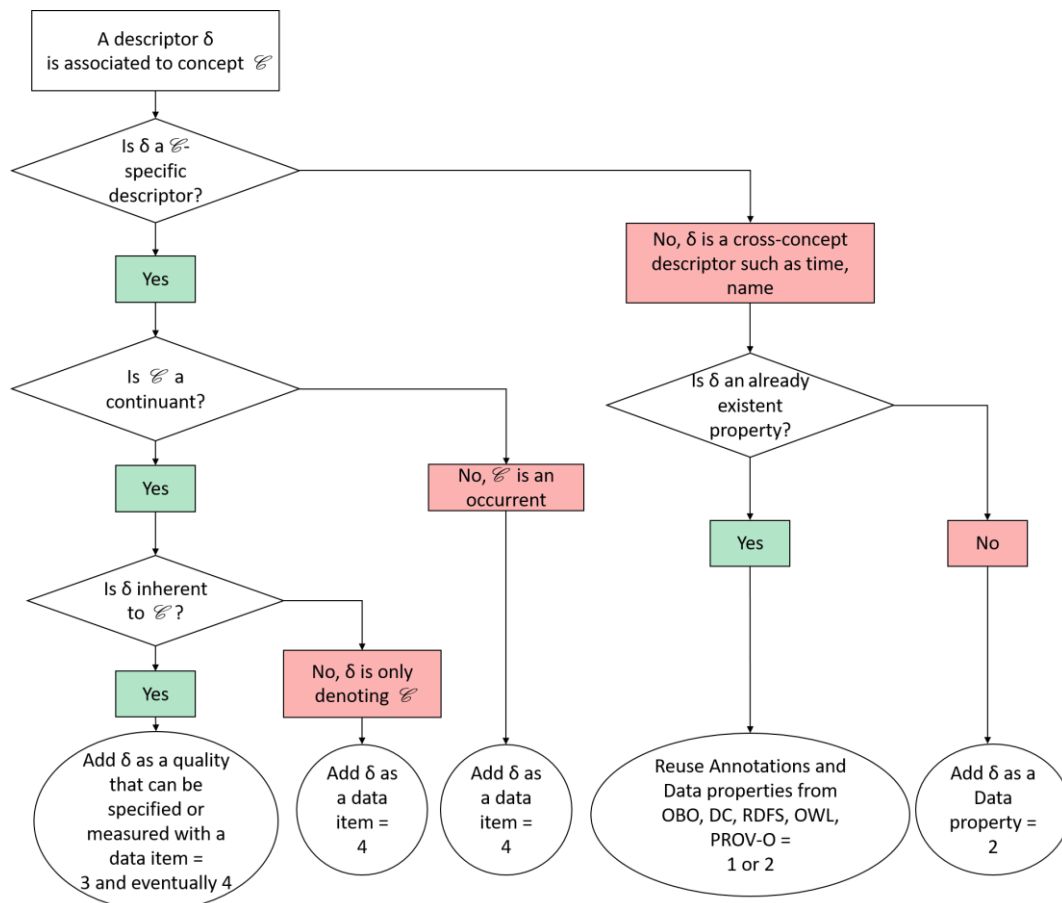 A descriptor δ
is associated to concept 𝒞
Is δ a 𝒞-
specific
descriptor?
Yes
No, δ is a cross-concept
descriptor such as time,
name
Is 𝒞 a
continuant?
Is δ an already
existent
property?
Yes
No, 𝒞 is an
occurrent
Yes
No
Is δ inherent
to 𝒞 ?
Yes
No, δ is only
denoting 𝒞
Add δ as a quality
that can be
specified or
measured with a
data item =
3 and eventually 4
Add δ as
a data
item =
4
Add δ as
a data
item =
4
Reuse Annotations and
Data properties from
OBO, DC, RDFS, OWL,
PROV-O =
1 or 2
Add δ as a
Data
property =
2